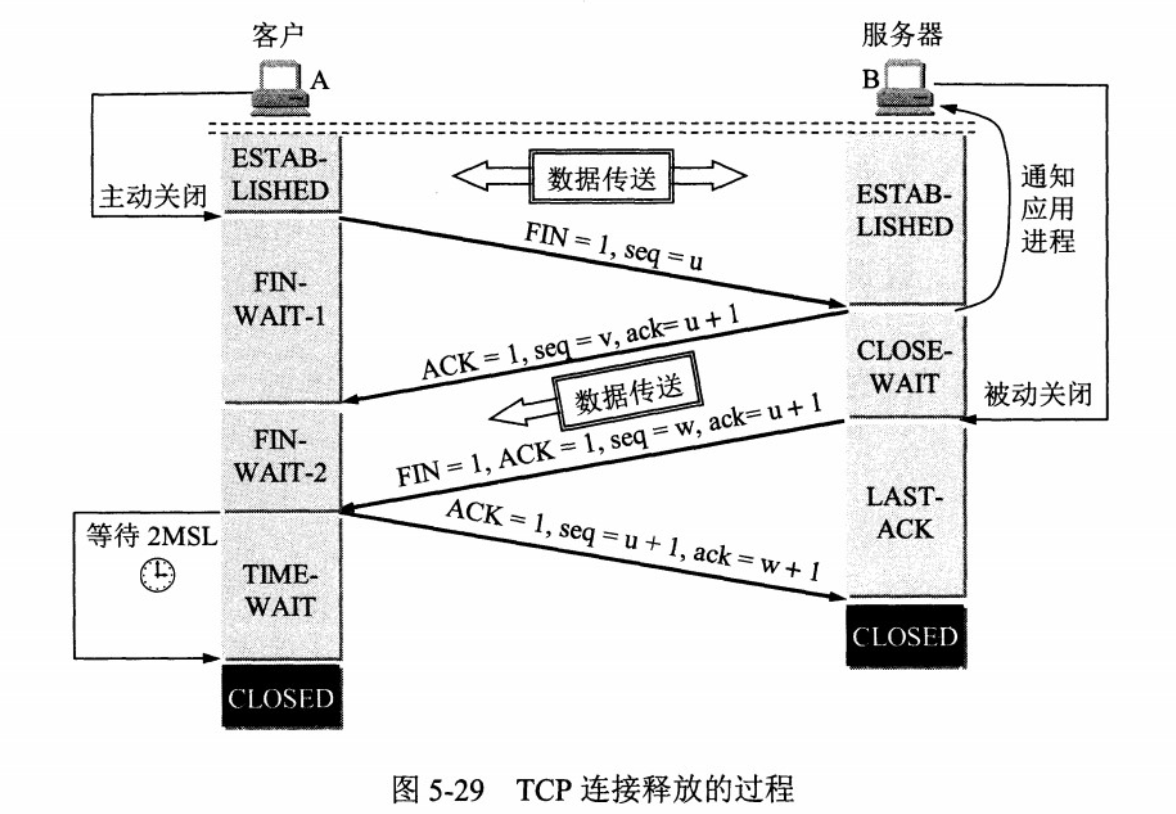 客户
服务器
A
B
ESTAB-
LISHED
数据传送
主动关闭
ESTAB-
LISHED
通知
应用
进程
FIN = 1, seq = u
FIN-
WAIT-1
ACK = 1, seq = v, ack= u + 1
CLOSE-
WAIT
数据传送
被动关闭
FIN-
WAIT-2
FIN = 1, ACK = 1, seq = w, ack= u + 1
LAST-
ACK
ACK = 1, seq = u + 1, ack = w + 1
等待 2MSL
TIME-
WAIT
CLOSED
CLOSED
图 5-29 TCP 连接释放的过程